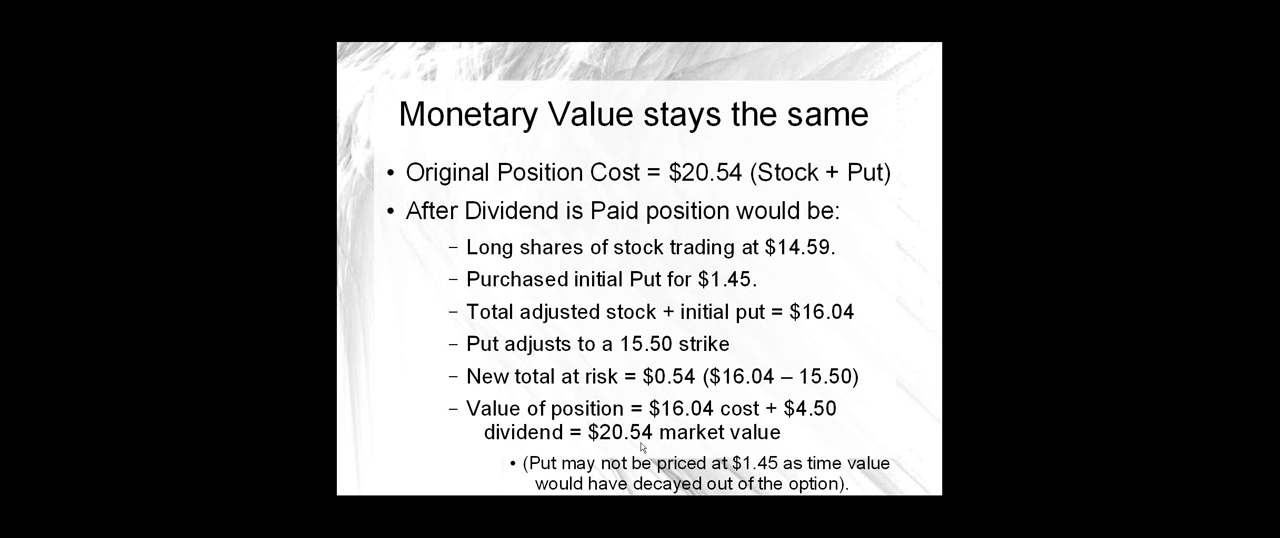 Monetary Value stays the same
• Original Position Cost = $20.54 (Stock + Put)
• After Dividend is Paid position would be:
– Long shares of stock trading at $14.59.
– Purchased initial Put for $1.45.
– Total adjusted stock + initial put = $16.04
– Put adjusts to a 15.50 strike
– New total at risk = $0.54 ($16.04 – 15.50)
– Value of position = $16.04 cost + $4.50
dividend = $20.54 market value
• (Put may not be priced at $1.45 as time value
would have decayed out of the option).